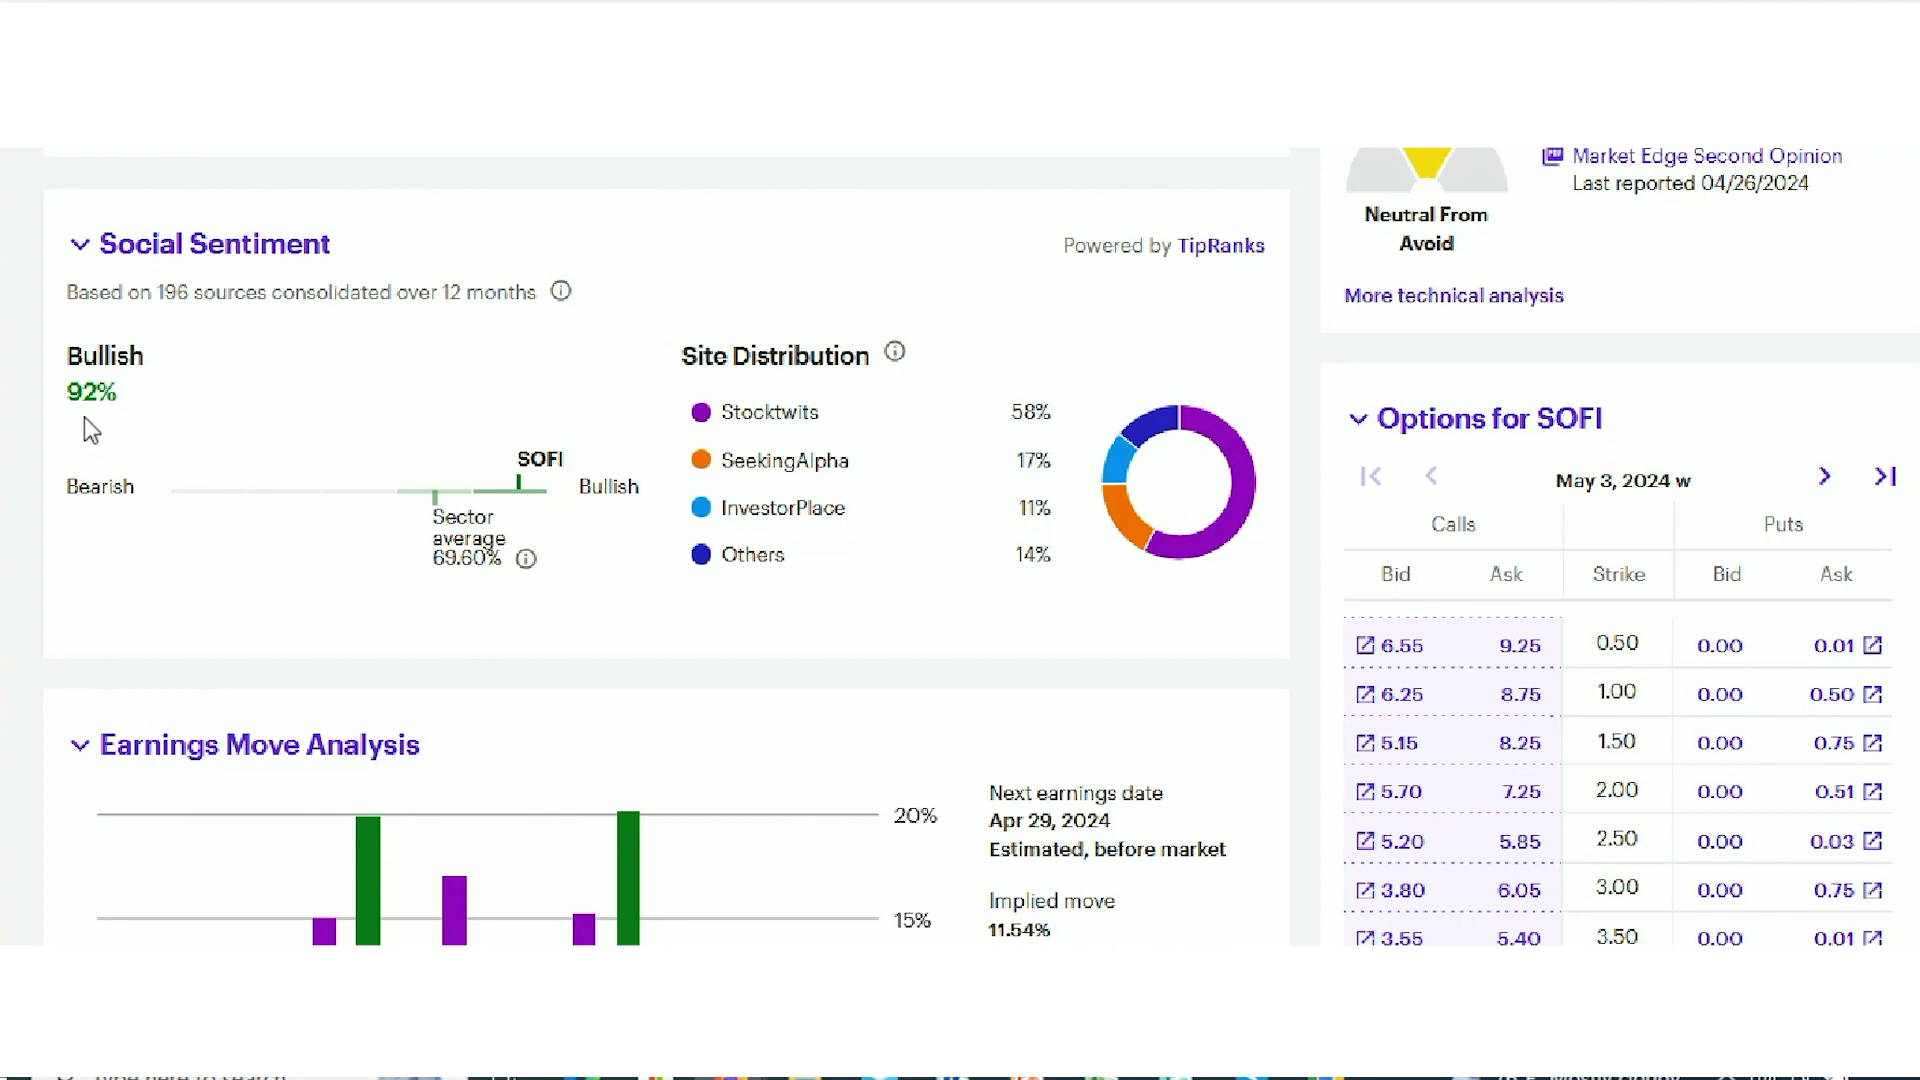 Market Edge Second Opinion
Last reported 04/26/2024
Neutral From
Avoid
More technical analysis
Social Sentiment
Powered by TipRanks
Based on 196 sources consolidated over 12 months
Bullish
92%
SOFI
Bearish
Bullish
Sector
average
69.60%
Site Distribution
Stocktwits 58%
SeekingAlpha 17%
InvestorPlace 11%
Others 14%
Options for SOFI
May 3, 2024 w
Calls Puts
Bid Ask Strike Bid Ask
6.55 9.25 0.50 0.00 0.01
6.25 8.75 1.00 0.00 0.50
5.15 8.25 1.50 0.00 0.75
5.70 7.25 2.00 0.00 0.51
5.20 5.85 2.50 0.00 0.03
3.80 6.05 3.00 0.00 0.75
3.55 5.40 3.50 0.00 0.01
Earnings Move Analysis
20%
15%
Next earnings date
Apr 29, 2024
Estimated, before market
Implied move
11.54%